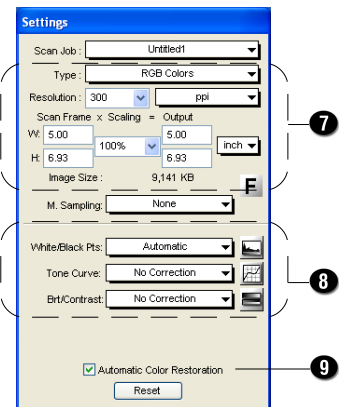 Settings
Scan Job : Untitled1
Type : RGB Colors
Resolution : 300 ppi
Scan Frame x Scaling = Output
W: 5.00 100% 5.00 inch
H: 6.93 6.93
Image Size : 9,141 KB
F
M. Sampling: None
7
White/Black Pts: Automatic
Tone Curve: No Correction
Brt/Contrast: No Correction
8
Automatic Color Restoration
9
Reset